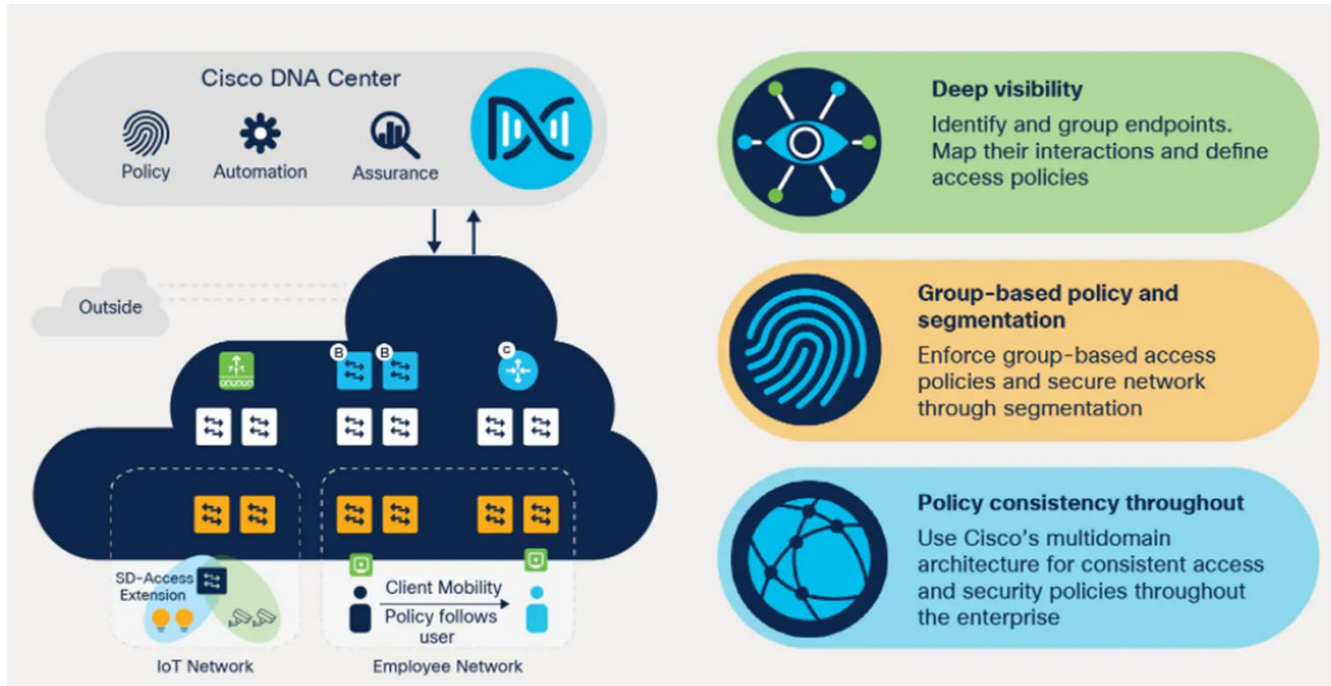 Cisco DNA Center
Policy
Automation
Assurance
Outside
B
B
C
SD-Access
Extension
Client Mobility
Policy follows
user
IoT Network
Employee Network
Deep visibility
Identify and group endpoints.
Map their interactions and define
access policies
Group-based policy and
segmentation
Enforce group-based access
policies and secure network
through segmentation
Policy consistency throughout
Use Cisco's multidomain
architecture for consistent access
and security policies throughout
the enterprise